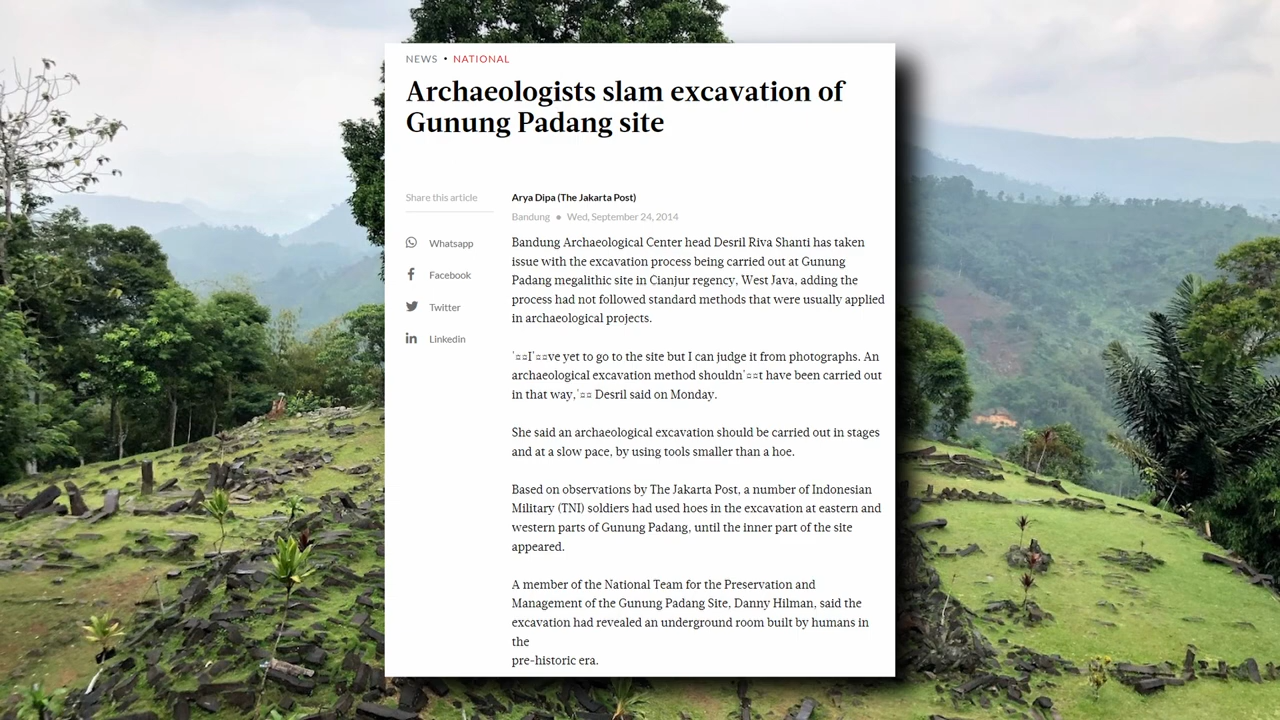 NEWS • NATIONAL
Archaeologists slam excavation of
Gunung Padang site
Share this article
Whatsapp
Facebook
Twitter
Linkedin
Arya Dipa (The Jakarta Post)
Bandung ● Wed, September 24, 2014
Bandung Archaeological Center head Desril Riva Shanti has taken
issue with the excavation process being carried out at Gunung
Padang megalithic site in Cianjur regency, West Java, adding the
process had not followed standard methods that were usually applied
in archaeological projects.
'¤¤I'¤¤ve yet to go to the site but I can judge it from photographs. An
archaeological excavation method shouldn'¤¤t have been carried out
in that way,'¤¤ Desril said on Monday.
She said an archaeological excavation should be carried out in stages
and at a slow pace, by using tools smaller than a hoe.
Based on observations by The Jakarta Post, a number of Indonesian
Military (TNI) soldiers had used hoes in the excavation at eastern and
western parts of Gunung Padang, until the inner part of the site
appeared.
A member of the National Team for the Preservation and
Management of the Gunung Padang Site, Danny Hilman, said the
excavation had revealed an underground room built by humans in
the
pre-historic era.